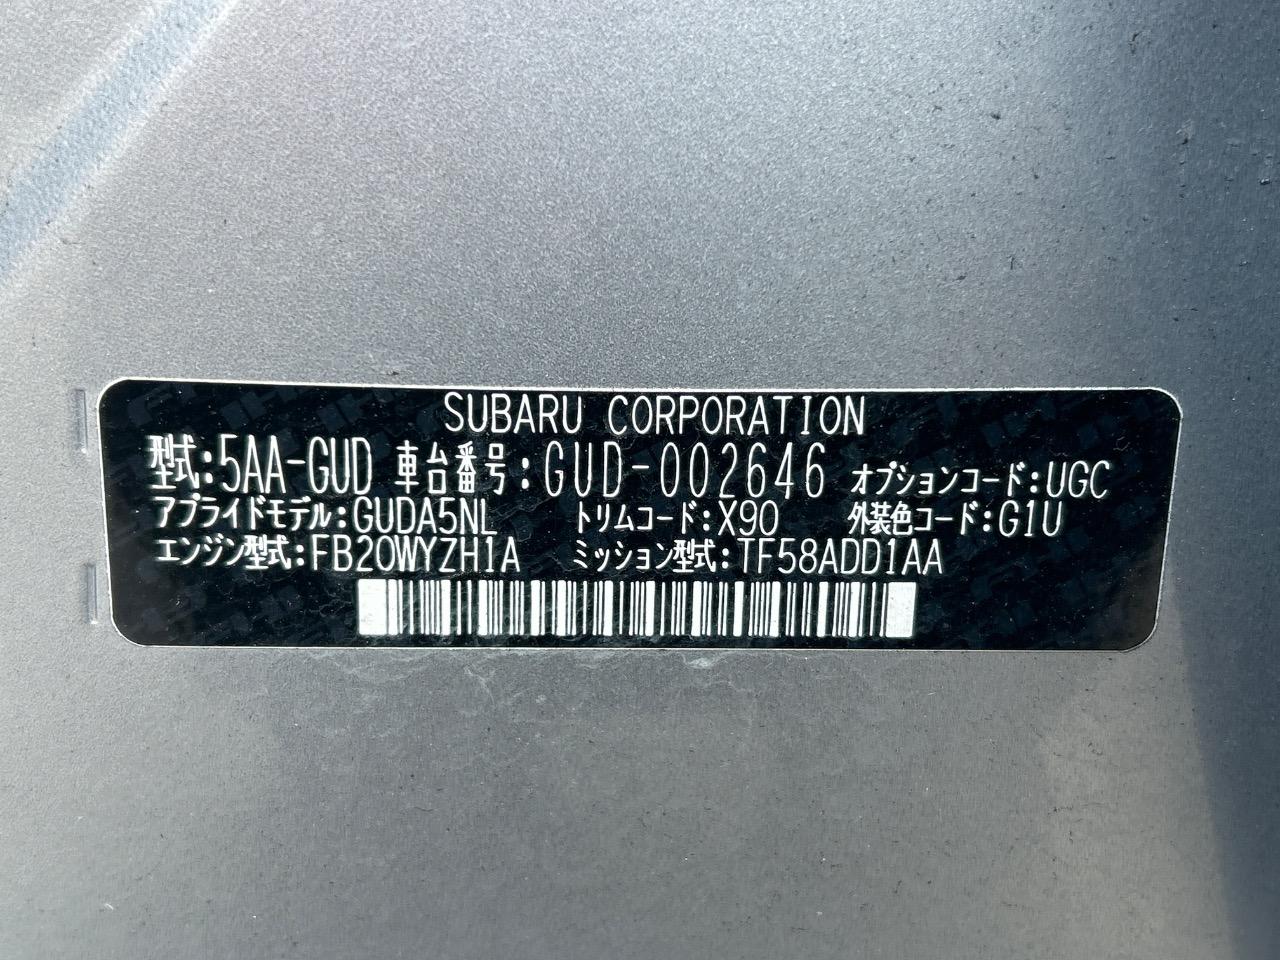 SUBARU CORPORATION
型式:5AA-GUD 車台番号:GUD-002646 オプションコード:UGC
アプライドモデル:GUDA5NL トリムコード:X90 外装色コード:G1U
エンジン型式:FB20WYZH1A ミッション型式:TF58ADD1AA